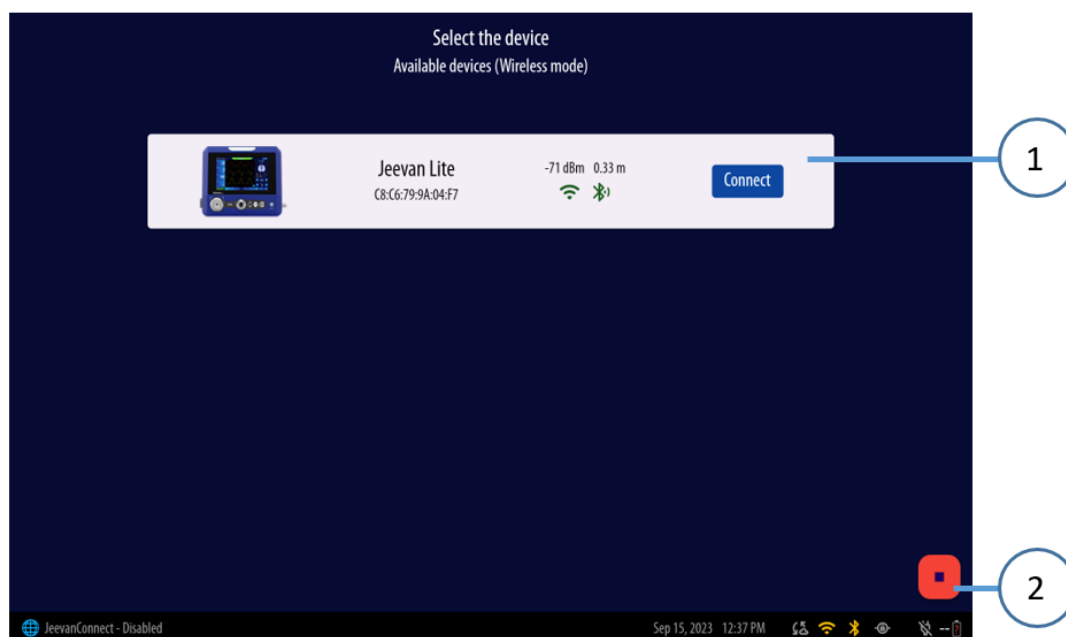 Select the device
Available devices (Wireless mode)
Jeevan Lite
C8:C6:79:9A:04:F7
-71 dBm 0.33 m
Connect
1
2
JeevanConnect - Disabled
Sep 15, 2023 12:37 PM
--